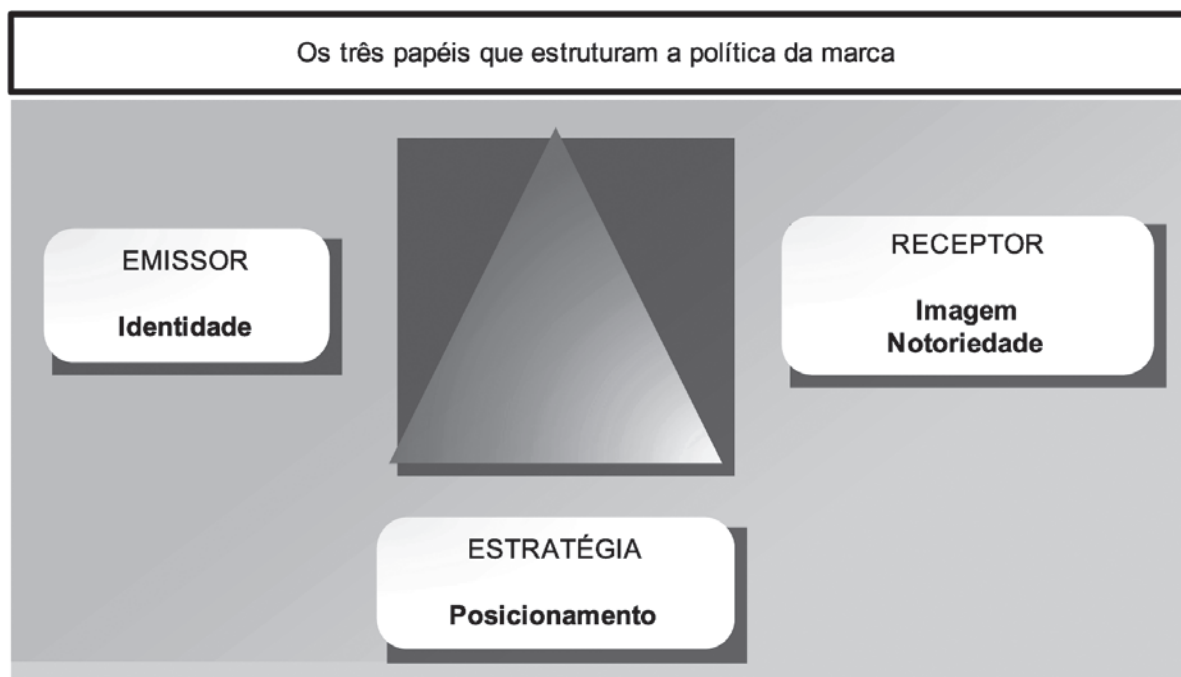 Os três papéis que estruturam a política da marca
EMISSOR
Identidade
RECEPTOR
Imagem
Notoriedade
ESTRATÉGIA
Posicionamento